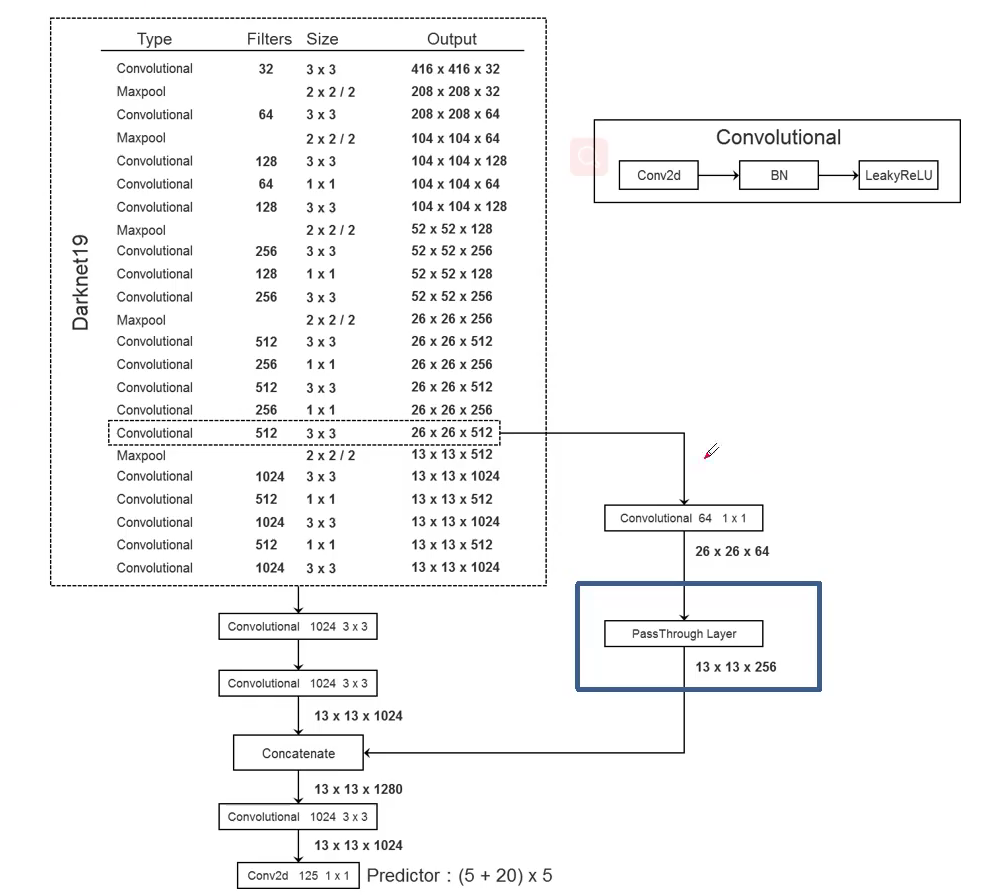 Type Filters Size Output
Convolutional 32 3 x 3 416 x 416 x 32
Maxpool 2 x 2 / 2 208 x 208 x 32
Convolutional 64 3 x 3 208 x 208 x 64
Maxpool 2 x 2 / 2 104 x 104 x 64
Convolutional 128 3 x 3 104 x 104 x 128
Convolutional 64 1 x 1 104 x 104 x 64
Convolutional 128 3 x 3 104 x 104 x 128
Maxpool 2 x 2 / 2 52 x 52 x 128
Convolutional 256 3 x 3 52 x 52 x 256
Convolutional 128 1 x 1 52 x 52 x 128
Convolutional 256 3 x 3 52 x 52 x 256
Maxpool 2 x 2 / 2 26 x 26 x 256
Convolutional 512 3 x 3 26 x 26 x 512
Convolutional 256 1 x 1 26 x 26 x 256
Convolutional 512 3 x 3 26 x 26 x 512
Convolutional 256 1 x 1 26 x 26 x 256
Convolutional 512 3 x 3 26 x 26 x 512
Maxpool 2 x 2 / 2 13 x 13 x 512
Convolutional 1024 3 x 3 13 x 13 x 1024
Convolutional 512 1 x 1 13 x 13 x 512
Convolutional 1024 3 x 3 13 x 13 x 1024
Convolutional 512 1 x 1 13 x 13 x 512
Convolutional 1024 3 x 3 13 x 13 x 1024
Darknet19
Convolutional
Conv2d BN LeakyReLU
Convolutional 64 1 x 1
26 x 26 x 64
PassThrough Layer
13 x 13 x 256
Convolutional 1024 3 x 3
Convolutional 1024 3 x 3
13 x 13 x 1024
Concatenate
13 x 13 x 1280
Convolutional 1024 3 x 3
13 x 13 x 1024
Conv2d 125 1 x 1 Predictor : (5 + 20) x 5